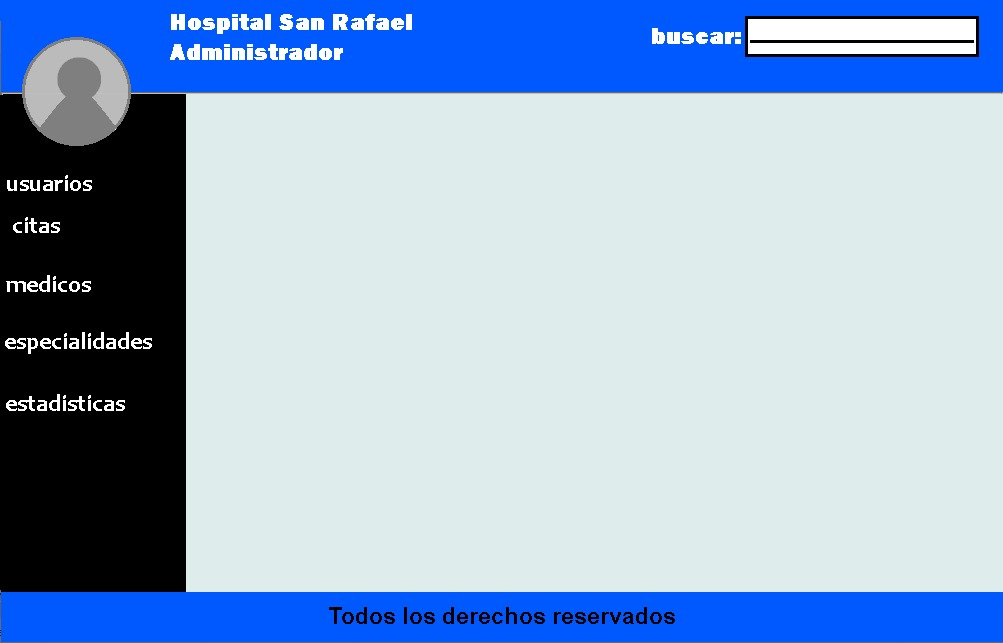 Hospital San Rafael
Administrador
buscar:
usuarios
citas
medicos
especialidades
estadisticas
Todos los derechos reservados